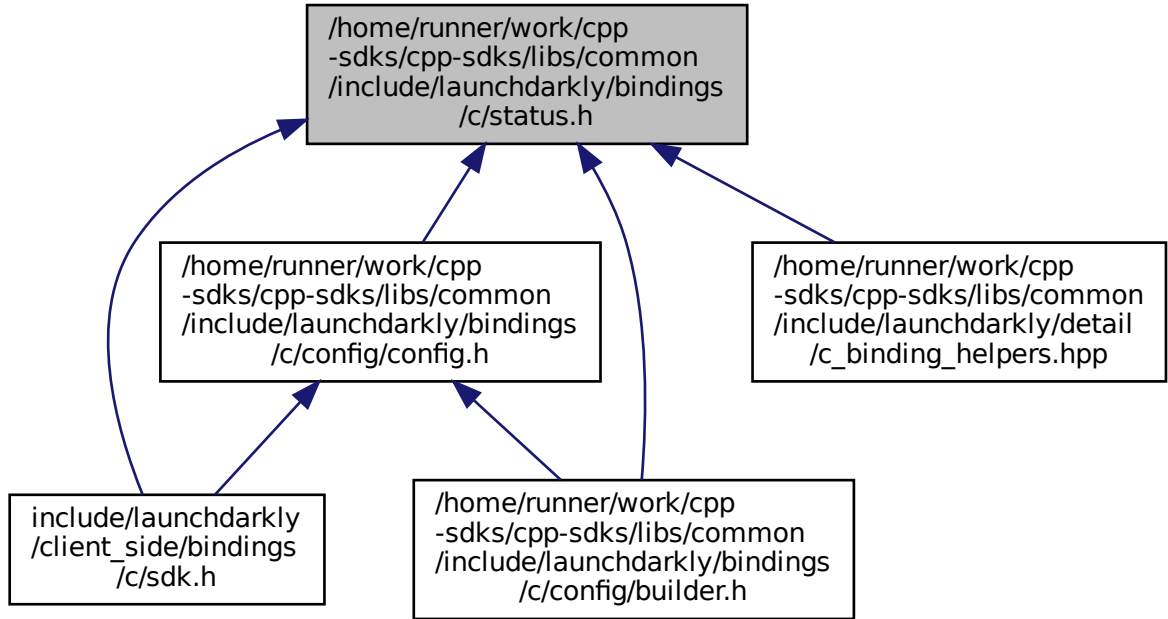 /home/runner/work/cpp
-sdks/cpp-sdks/libs/common
/include/launchdarkly/bindings
/c/status.h
/home/runner/work/cpp
-sdks/cpp-sdks/libs/common
/include/launchdarkly/bindings
/c/config/config.h
/home/runner/work/cpp
-sdks/cpp-sdks/libs/common
/include/launchdarkly/detail
/c_binding_helpers.hpp
include/launchdarkly
/client_side/bindings
/c/sdk.h
/home/runner/work/cpp
-sdks/cpp-sdks/libs/common
/include/launchdarkly/bindings
/c/config/builder.h